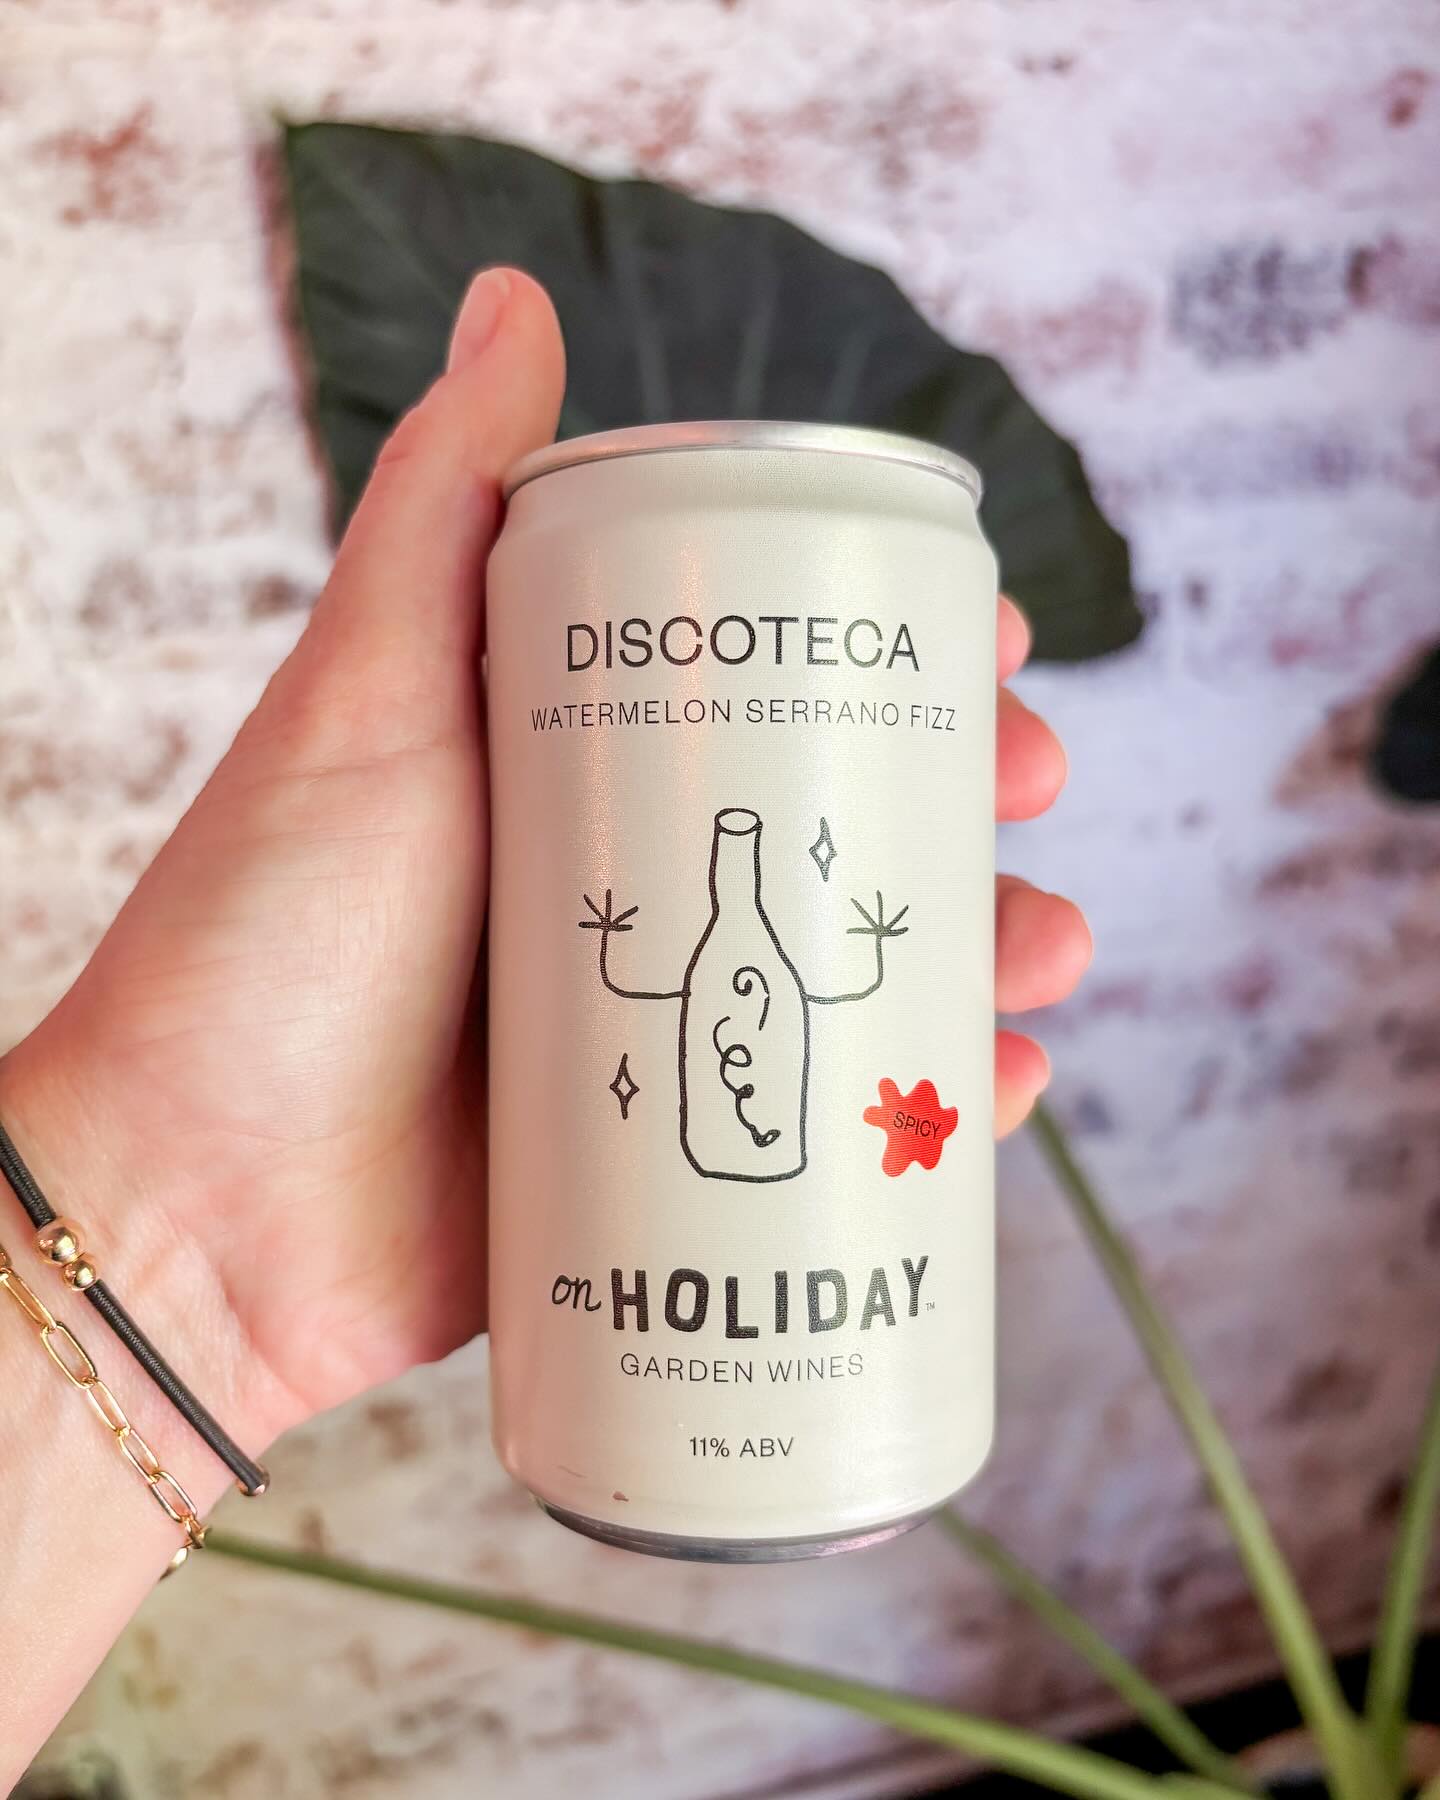 DISCOTECA
WATERMELON SERRANO FIZZ
SPICY
on HOLIDAY™
GARDEN WINES
11% ABV